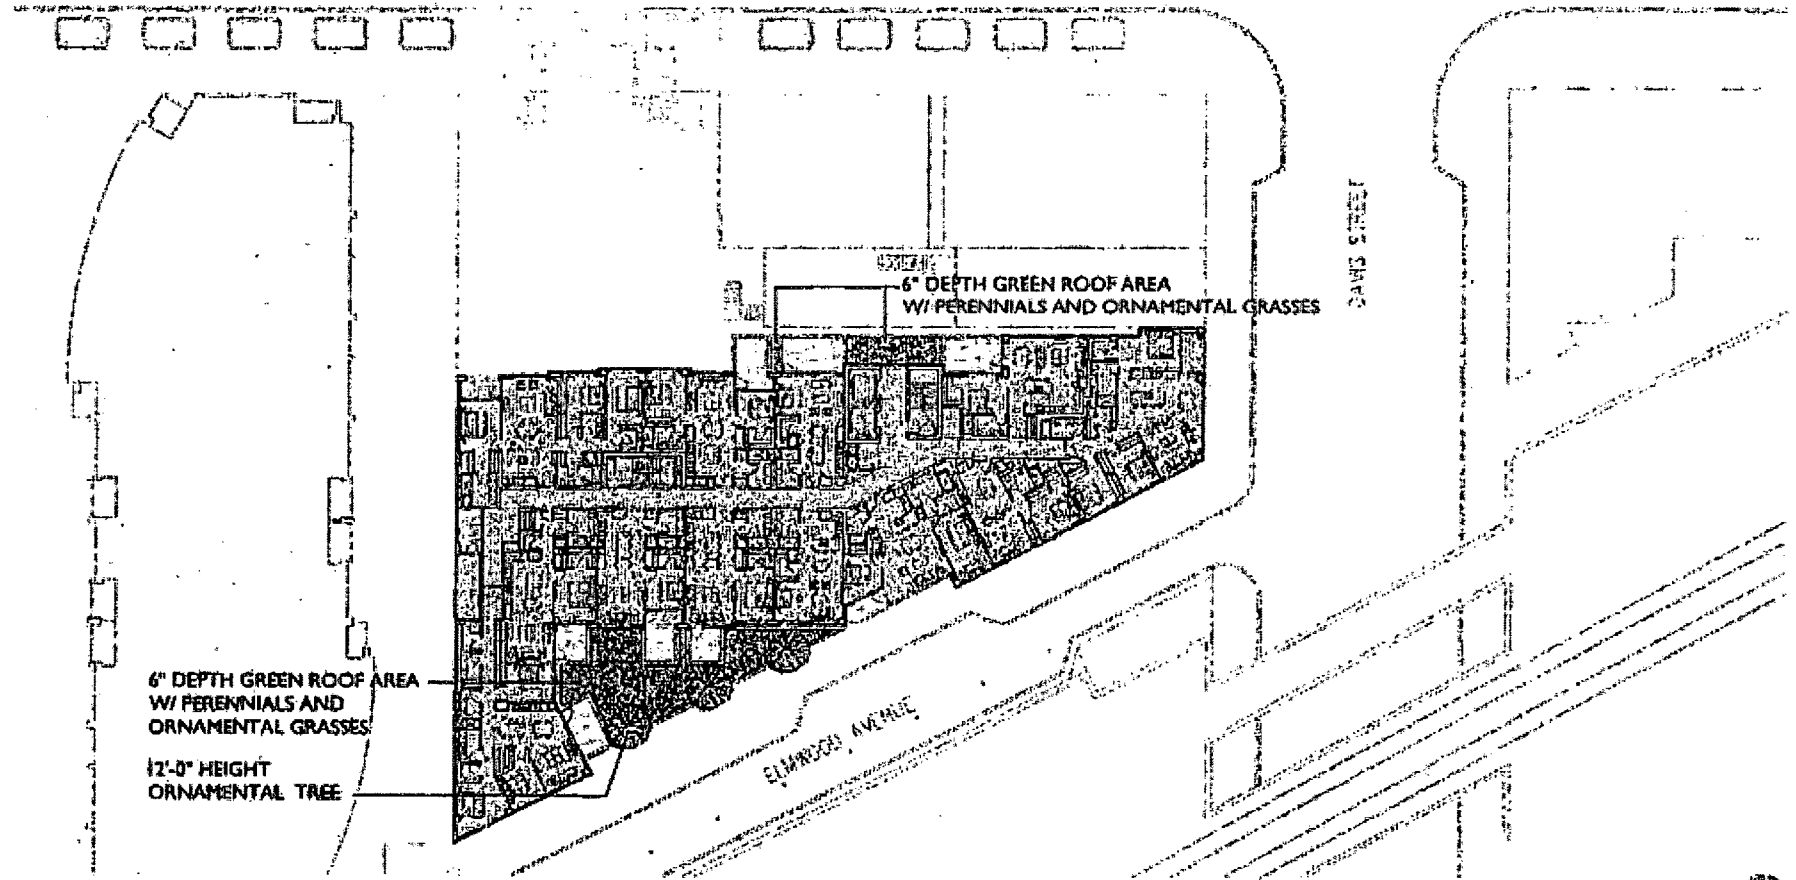 6" DEPTH GREEN ROOF AREA
W/ PERENNIALS AND ORNAMENTAL GRASSES
DAVIS STREET
6" DEPTH GREEN ROOF AREA
W/ PERENNIALS AND
ORNAMENTAL GRASSES
12'-0" HEIGHT
ORNAMENTAL TREE
ELMWOOD AVENUE